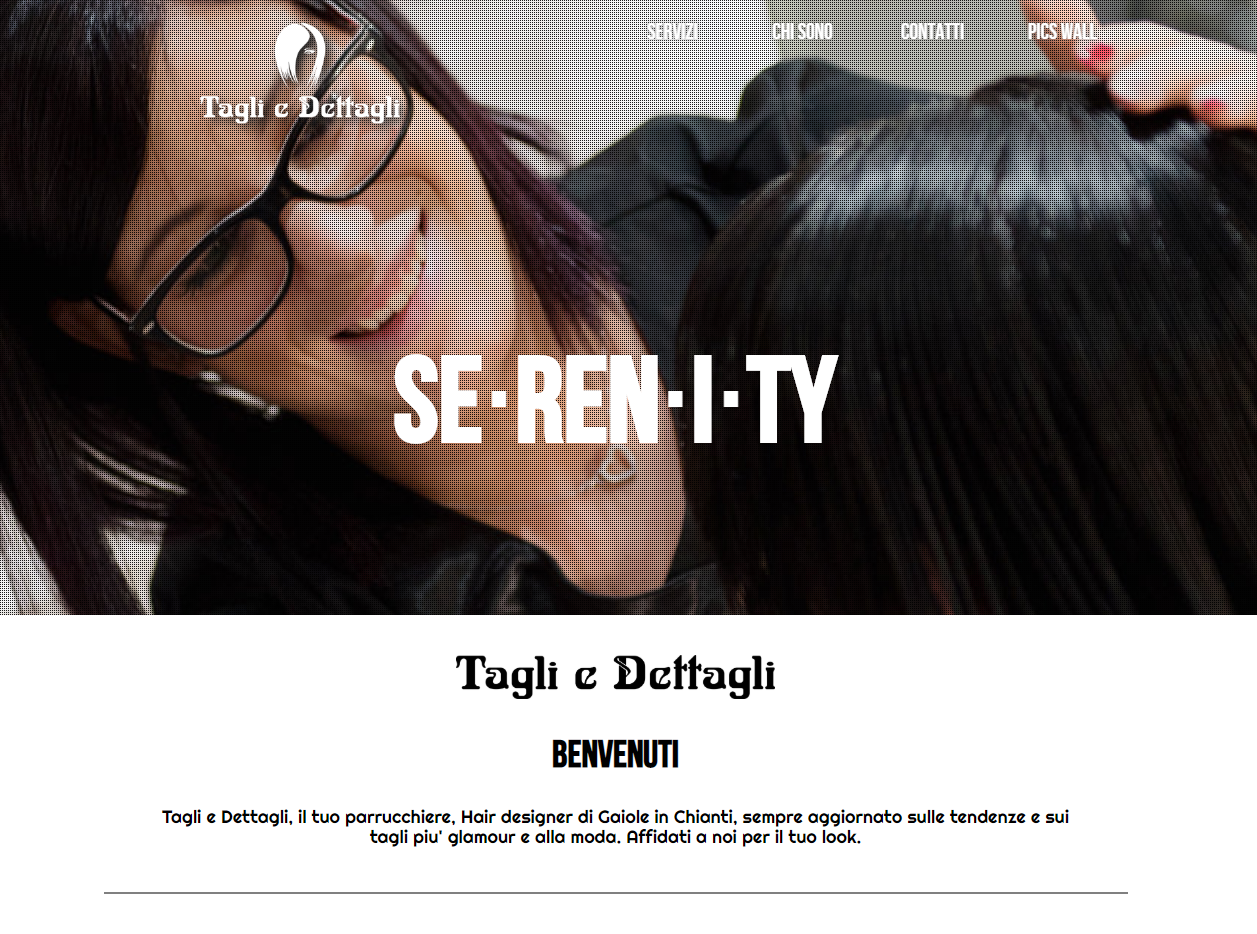 SERVIZI CHI SONO CONTATTI PICS WALL
Tagli e Dettagli
SE·REN·I·TY
Tagli e Dettagli
BENVENUTI
Tagli e Dettagli, il tuo parrucchiere, Hair designer di Gaiole in Chianti, sempre aggiornato sulle tendenze e sui
tagli piu' glamour e alla moda. Affidati a noi per il tuo look.